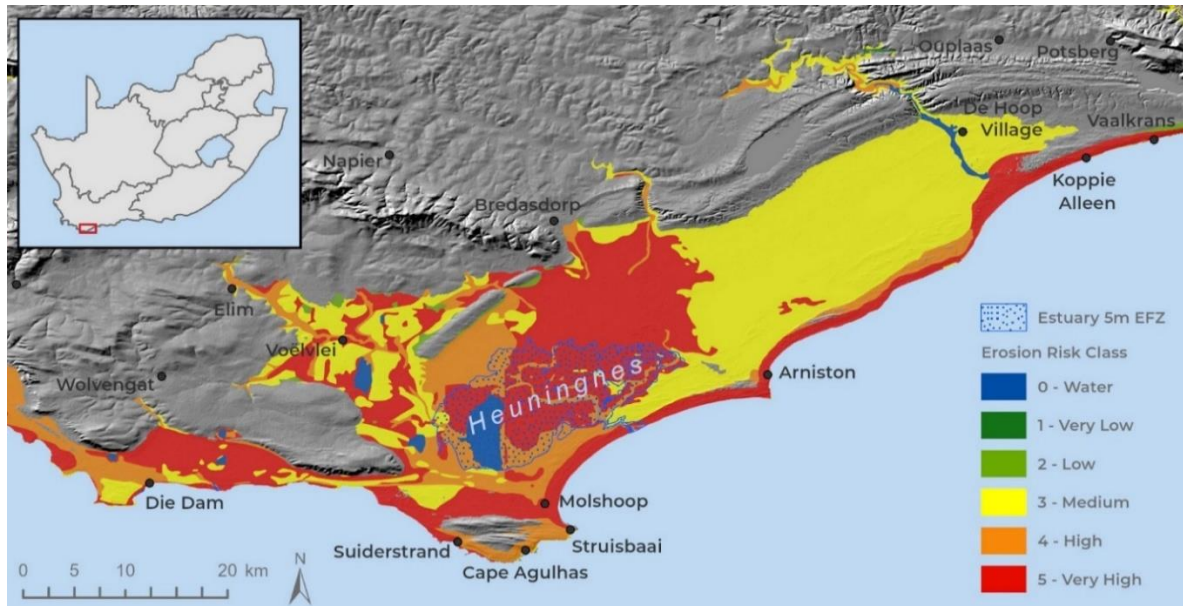 Ouplaas
Potsberg
De Hoop
Village
Vaalkrans
Napier
Koppie
Alleen
Bredasdorp
Elim
Voëlvlei
Wolvengat
Heuningnes
Arniston
Die Dam
Molshoop
Suiderstrand
Struisbaai
Cape Agulhas
Estuary 5m EFZ
Erosion Risk Class
0 - Water
1 - Very Low
2 - Low
3 - Medium
4 - High
5 - Very High
0 5 10 20 km
N